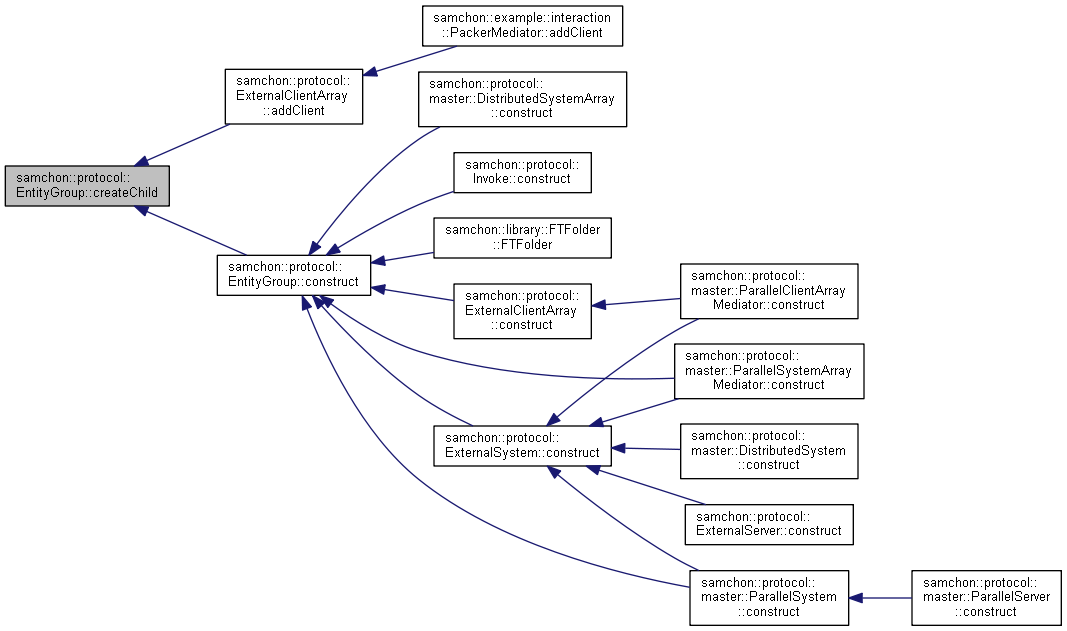 samchon::example::interaction
::PackerMediator::addClient
samchon::protocol::
ExternalClientArray
::addClient
samchon::protocol::
master::DistributedSystemArray
::construct
samchon::protocol::
EntityGroup::createChild
samchon::protocol::
Invoke::construct
samchon::library::FTFolder
::FTFolder
samchon::protocol::
EntityGroup::construct
samchon::protocol::
ExternalClientArray
::construct
samchon::protocol::
master::ParallelClientArray
Mediator::construct
samchon::protocol::
master::ParallelSystemArray
Mediator::construct
samchon::protocol::
ExternalSystem::construct
samchon::protocol::
master::DistributedSystem
::construct
samchon::protocol::
ExternalServer::construct
samchon::protocol::
master::ParallelSystem
::construct
samchon::protocol::
master::ParallelServer
::construct